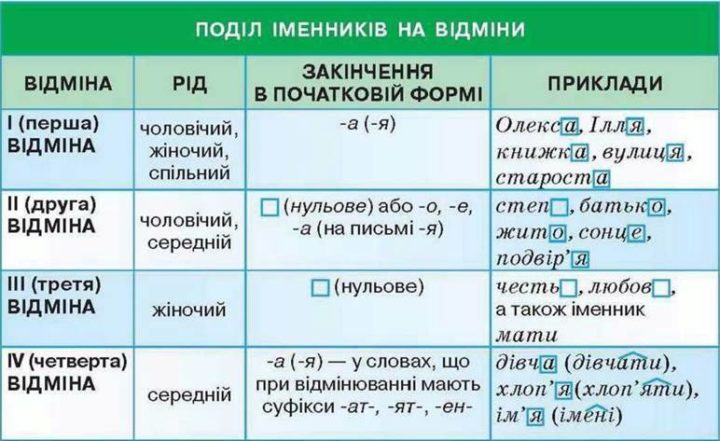 ПОДІЛ ІМЕННИКІВ НА ВІДМІНИ
ВІДМІНА
РІД
ЗАКІНЧЕННЯ
В ПОЧАТКОВІЙ ФОРМІ
ПРИКЛАДИ
І (перша)
ВІДМІНА
чоловічий,
жіночий,
спільний
-а (-я)
Олекса, Ілля,
книжка, вулиця,
староста
ІІ (друга)
ВІДМІНА
чоловічий,
середній
(нульове) або -о, -е,
-а (на письмі -я)
степ, батько,
жито, сонце,
подвір’я
ІІІ (третя)
ВІДМІНА
жіночий
(нульове)
честь, любов,
а також іменник
мати
IV (четверта)
ВІДМІНА
середній
-а (-я) — у словах, що
при відмінюванні мають
суфікси -ат-, -ят-, -ен-
дівча (дівчати),
хлоп’я (хлоп’яти),
ім’я (імені)